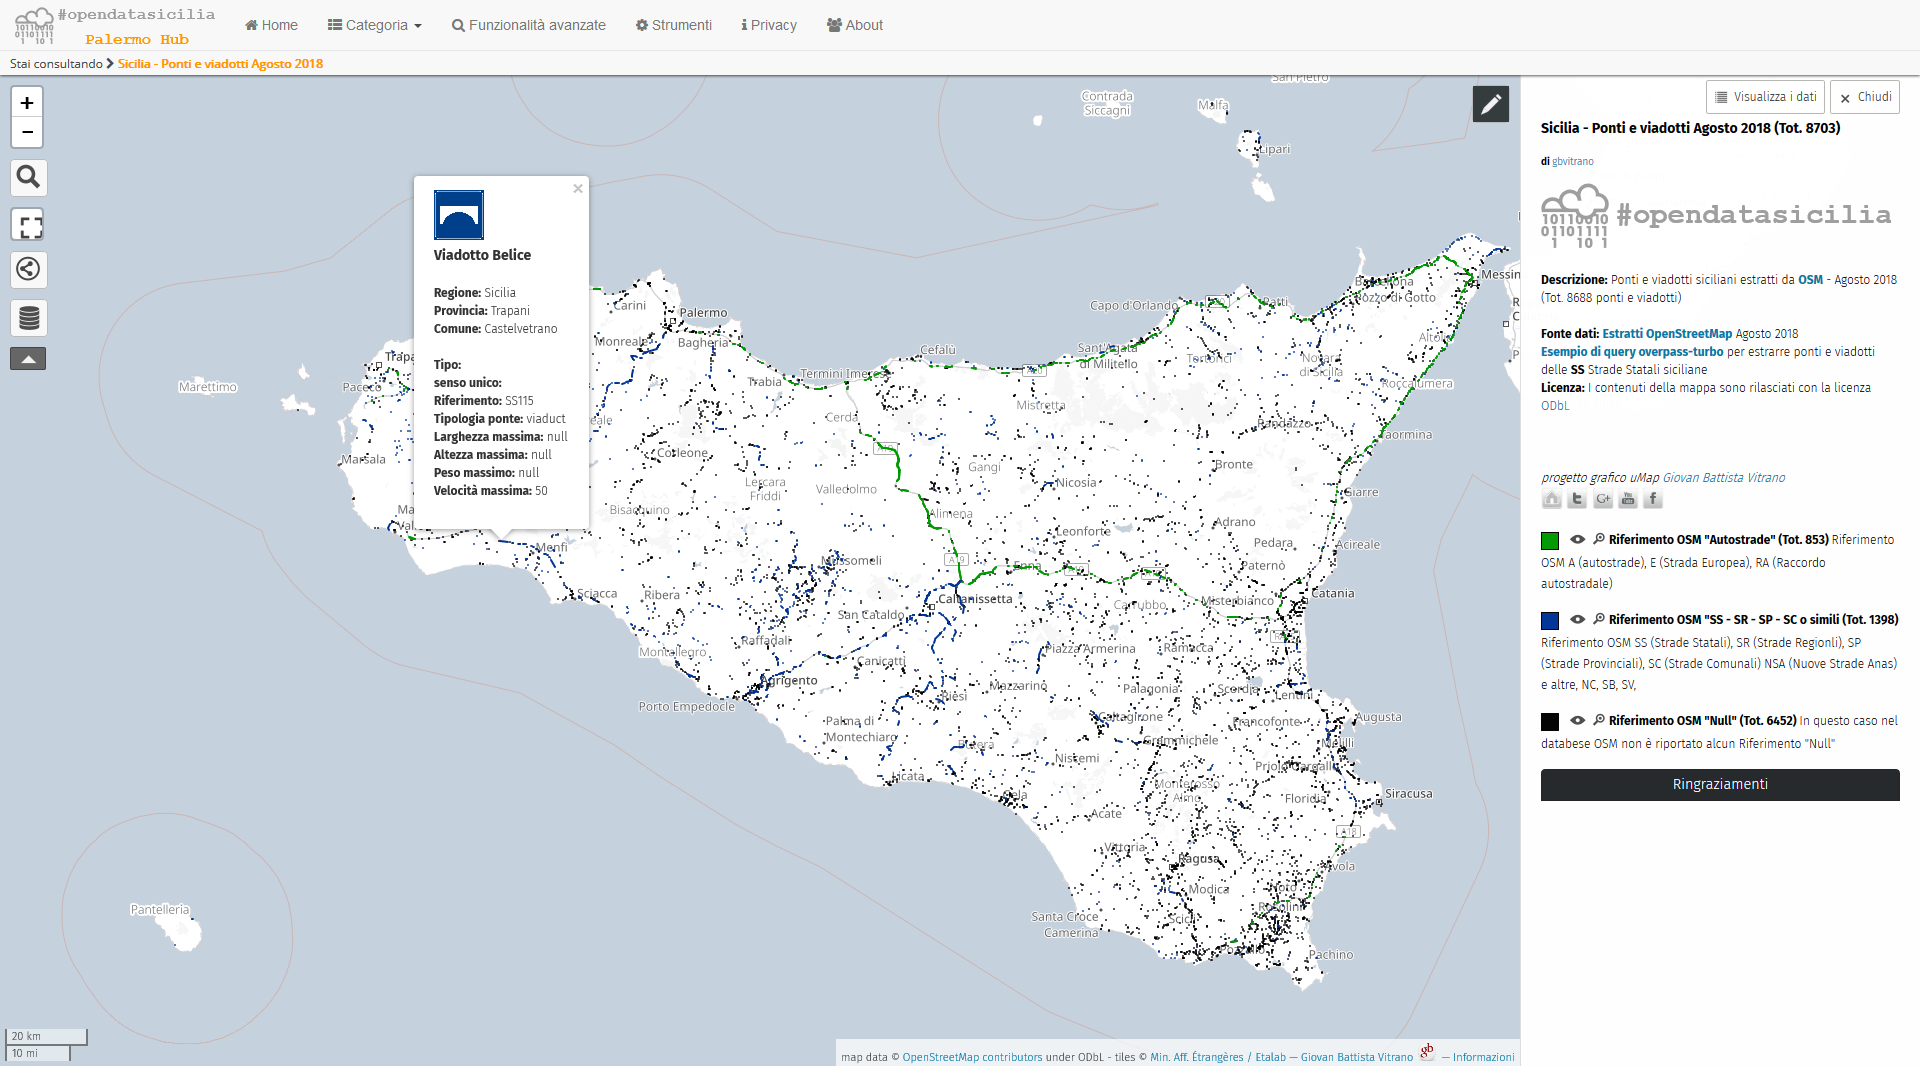 #opendatasicilia
Palermo Hub
Home
Categoria
Funzionalità avanzate
Strumenti
Privacy
About
Stai consultando
Sicilia - Ponti e viadotti Agosto 2018
+
−
Viadotto Belice
Regione: Sicilia
Provincia: Trapani
Comune: Castelvetrano
Tipo:
senso unico:
Riferimento: SS115
Tipologia ponte: viaduct
Larghezza massima: null
Altezza massima: null
Peso massimo: null
Velocità massima: 50
San Pietro
Contrada
Siccagni
Malfa
Lipari
Carini
Palermo
Monreale
Bagheria
Cefalù
Capo d'Orlando
Patti
Pozzo di Gotto
Sant'Agata
di Militello
Tortorici
di Sicilia
Roccalumera
Termini
Trabia
Paceco
Marettimo
Mistretta
Cerda
Randazzo
Taormina
Marsala
Corleone
Gangi
Bronte
Lercara
Friddi
Valledolmo
Nicosia
Giarre
Bisacquino
Alimena
Adrano
Leonforte
Pedara
Acireale
Menfi
Mussomeli
Enna
Paternò
Sciacca
Ribera
Caltanissetta
Catania
San Cataldo
Misterbianco
Raffadali
Montallegro
Piazza Armerina
Ramacca
Canicatti
Agrigento
Mazzarino
Palagonia
Scordia
Lentini
Riesi
Porto Empedocle
Palma di
Montechiaro
Caltagirone
Francofonte
Augusta
Butera
Grammichele
Melilli
Niscemi
Licata
Gela
Monterosso
Almo
Floridia
Siracusa
Acate
A18
Vittoria
Ragusa
Avola
Modica
Noto
Rosolini
Santa Croce
Camerina
Scicli
Pachino
Pantelleria
20 km
10 mi
map data © OpenStreetMap contributors under ODbL - tiles © Min. Aff. Étrangères / Etalab — Giovan Battista Vitrano gb — Informazioni
Visualizza i dati
Chiudi
Sicilia - Ponti e viadotti Agosto 2018 (Tot. 8703)
di gbvitrano
#opendatasicilia
Descrizione: Ponti e viadotti siciliani estratti da OSM - Agosto 2018
(Tot. 8688 ponti e viadotti)
Fonte dati: Estratti OpenStreetMap Agosto 2018
Esempio di query overpass-turbo per estrarre ponti e viadotti
delle SS Strade Statali siciliane
Licenza: I contenuti della mappa sono rilasciati con la licenza
ODbL
progetto grafico uMap Giovan Battista Vitrano
Riferimento OSM "Autostrade" (Tot. 853) Riferimento
OSM A (autostrade), E (Strada Europea), RA (Raccordo
autostradale)
Riferimento OSM "SS - SR - SP - SC o simili (Tot. 1398)
Riferimento OSM SS (Strade Statali), SR (Strade Regionli), SP
(Strade Provinciali), SC (Strade Comunali) NSA (Nuove Strade Anas)
e altre, NC, SB, SV,
Riferimento OSM "Null" (Tot. 6452) In questo caso nel
databese OSM non è riportato alcun Riferimento "Null"
Ringraziamenti